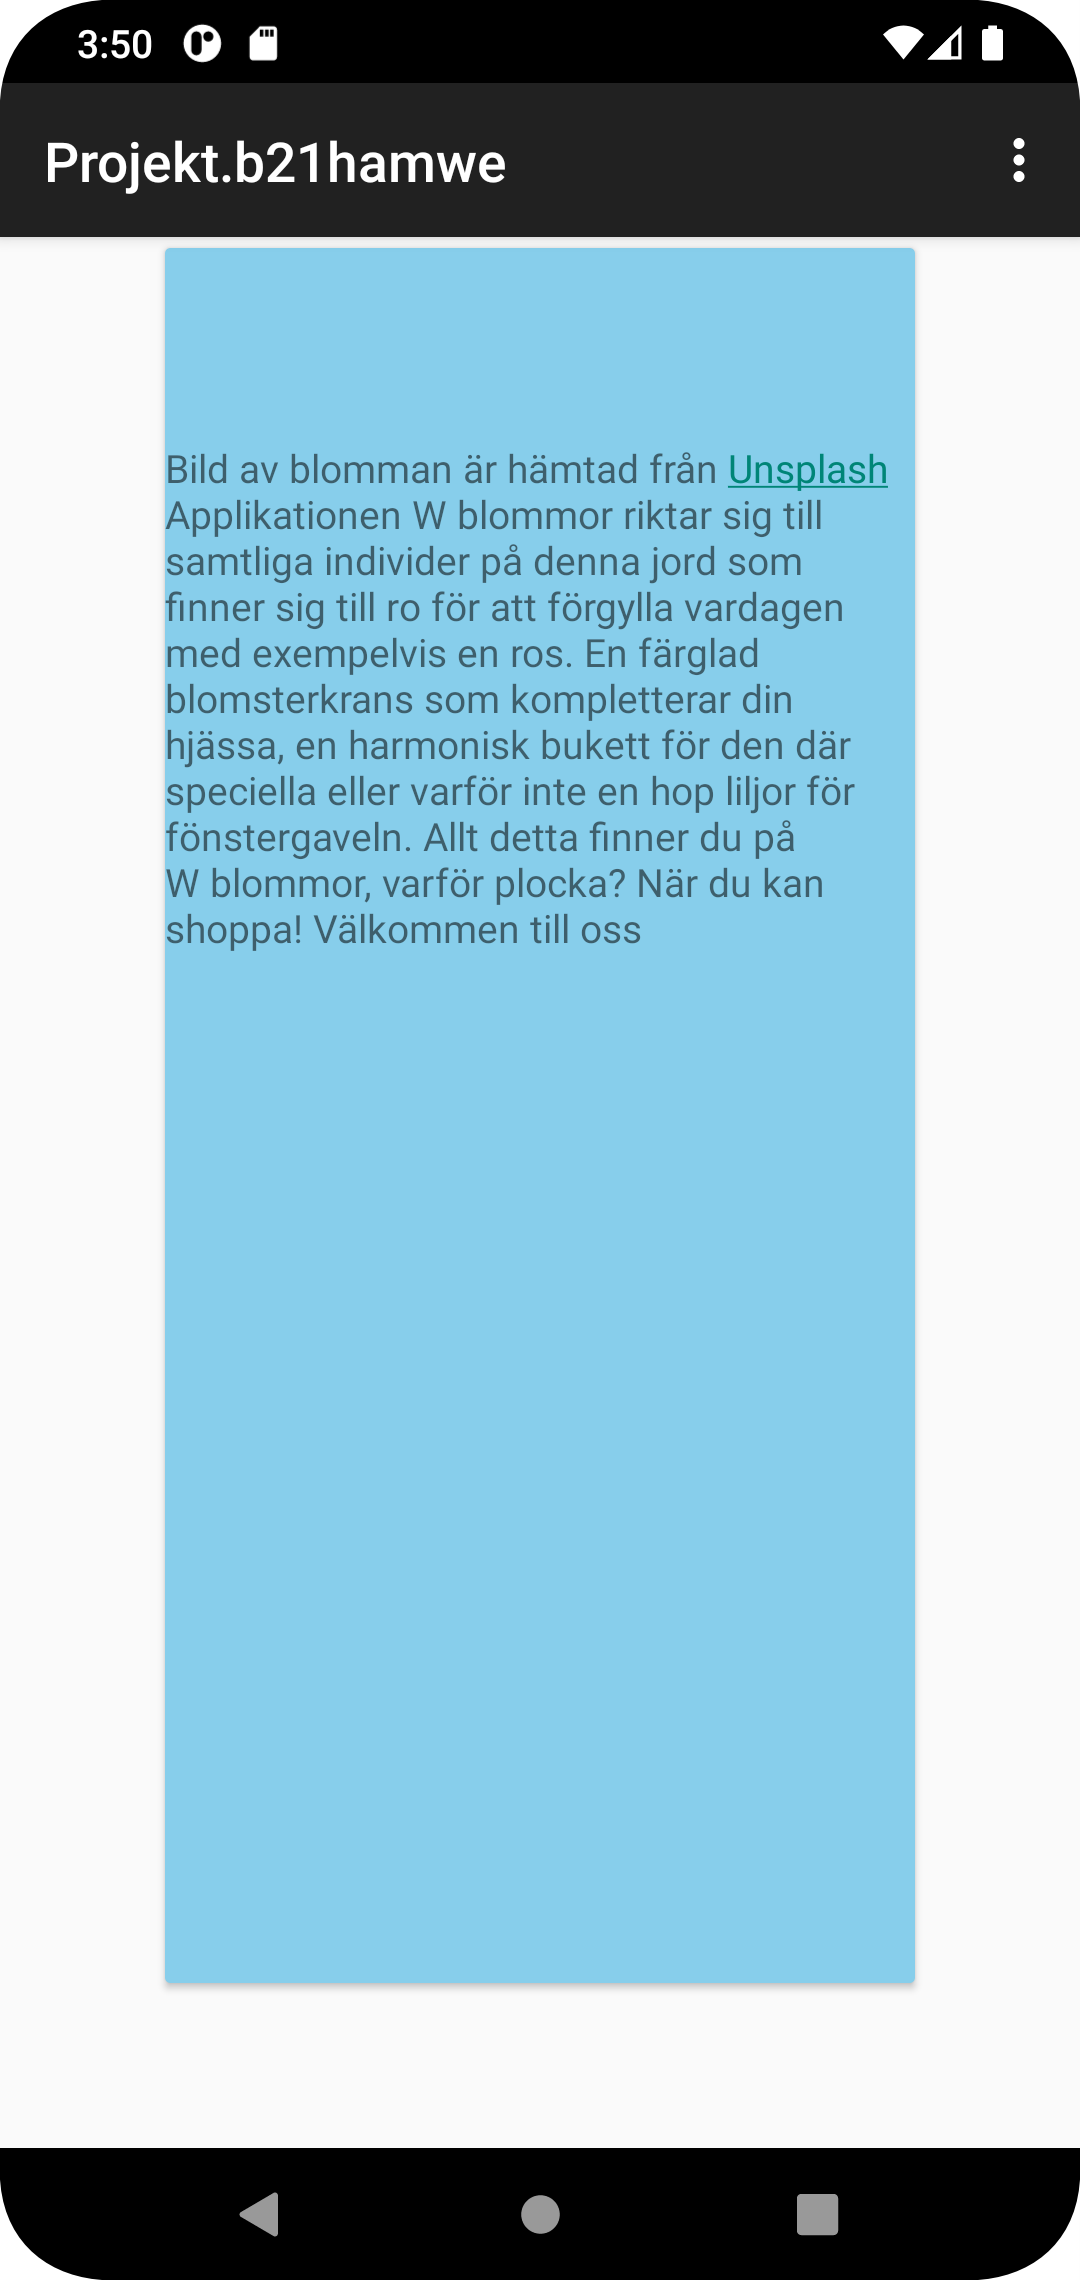 3:50
Projekt.b21hamwe
Bild av blomman är hämtad från Unsplash
Applikationen W blommor riktar sig till
samtliga individer på denna jord som
finner sig till ro för att förgylla vardagen
med exempelvis en ros. En färglad
blomsterkrans som kompletterar din
hjässa, en harmonisk bukett för den där
speciella eller varför inte en hop liljor för
fönstergaveln. Allt detta finner du på
W blommor, varför plocka? När du kan
shoppa! Välkommen till oss